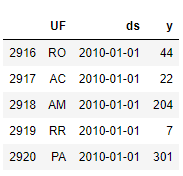 UF ds y
2916 RO 2010-01-01 44
2917 AC 2010-01-01 22
2918 AM 2010-01-01 204
2919 RR 2010-01-01 7
2920 PA 2010-01-01 301